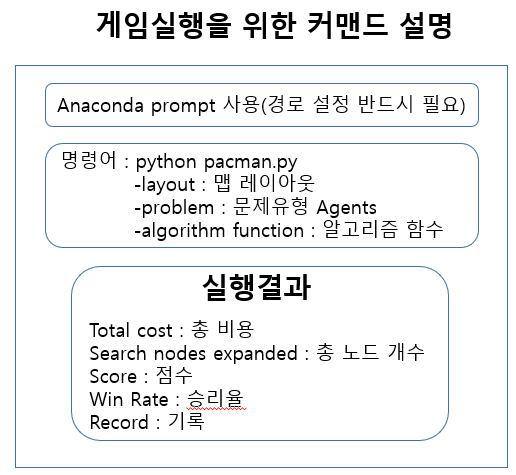 게임실행을 위한 커맨드 설명
Anaconda prompt 사용(경로 설정 반드시 필요)
명령어 : python pacman.py
-layout : 맵 레이아웃
-problem : 문제유형 Agents
-algorithm function : 알고리즘 함수
실행결과
Total cost : 총 비용
Search nodes expanded : 총 노드 개수
Score : 점수
Win Rate : 승리율
Record : 기록